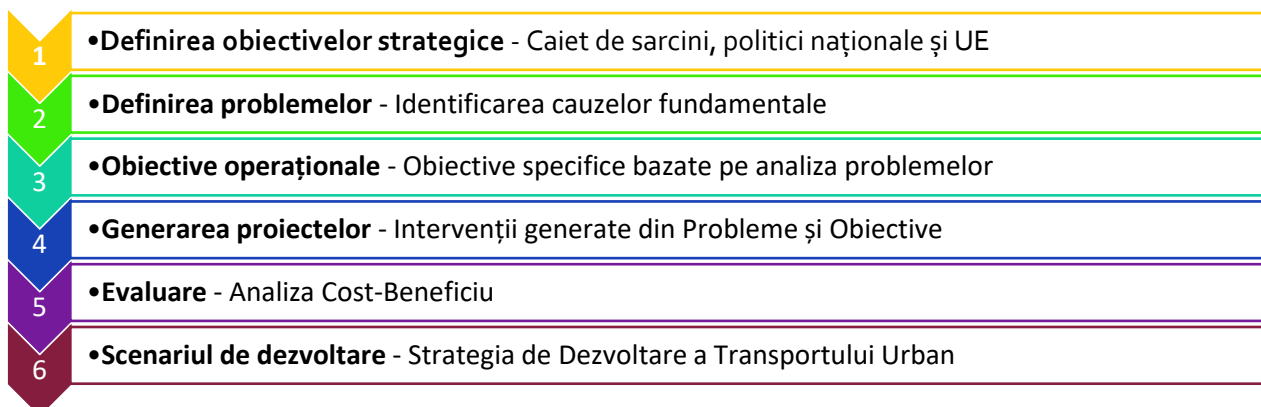 1 •Definirea obiectivelor strategice - Caiet de sarcini, politici naționale și UE
2 •Definirea problemelor - Identificarea cauzelor fundamentale
3 •Obiective operaționale - Obiective specifice bazate pe analiza problemelor
4 •Generarea proiectelor - Intervenții generate din Probleme și Obiective
5 •Evaluare - Analiza Cost-Beneficiu
6 •Scenariul de dezvoltare - Strategia de Dezvoltare a Transportului Urban